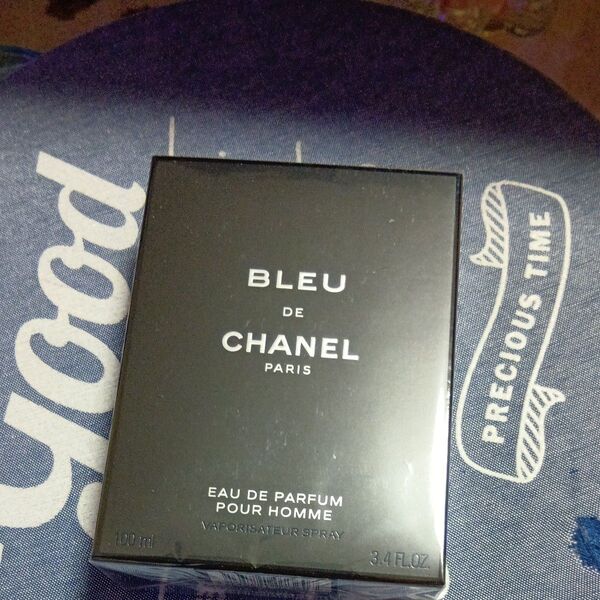 BLEU
DE
CHANEL
PARIS
EAU DE PARFUM
POUR HOMME
VAPORISATEUR SPRAY
100 ml
3.4 FL.OZ.
good
PRECIOUS TIME